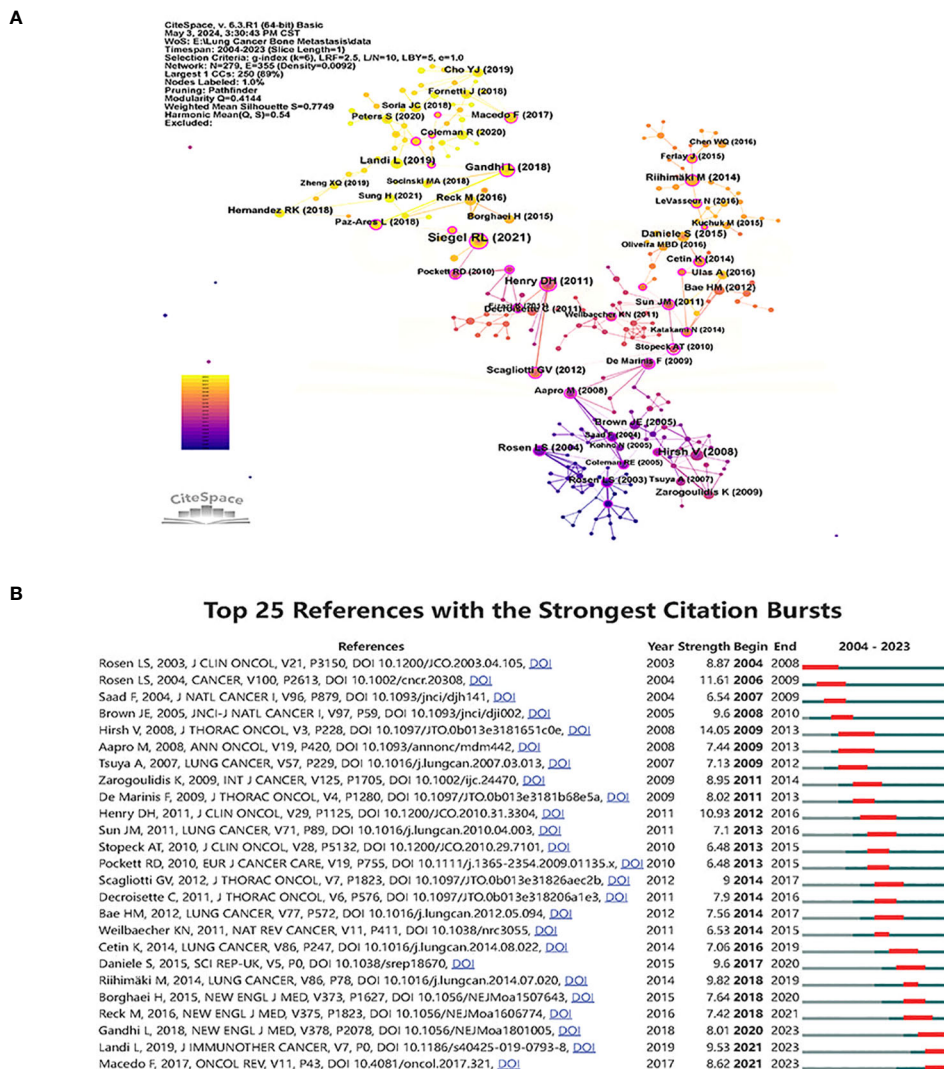 A
CiteSpace, v. 6.3.R1 (64-bit) Basic
May 3, 2024, 3:30:43 PM CST
WoS: E:\Lung Cancer Bone Metastasis\data
Timespan: 2004-2023 (Slice Length=1)
Selection Criteria: g-index (k=6), LRF=2.5, L/N=10, LBY=5, e=1.0
Network: N=279, E=355 (Density=0.0092)
Largest 1 CCs: 250 (89%)
Nodes Labeled: 1.0%
Pruning: Pathfinder
Modularity Q=0.4144
Weighted Mean Silhouette S=0.7749
Harmonic Mean(Q, S)=0.54
Excluded:
Cho YJ (2019)
Fornetti J (2018)
Soria JC (2018)
Peters S (2020)
Macedo F (2017)
Coleman R (2020)
Landi L (2019)
Gandhi L (2018)
Zheng XQ (2019)
Socinski MA (2018)
Sung H (2021)
Reck M (2016)
Hernandez RK (2018)
Paz-Ares L (2018)
Borghaei H (2015)
Siegel RL (2021)
Pockett RD (2010)
Henry DH (2011)
Decroisette C (2011)
Weilbaecher KN (2011)
Scagliotti GV (2012)
Chen WQ (2016)
Ferlay J (2015)
Riihimäki M (2014)
LeVasseur N (2016)
Kuchuk M (2015)
Daniele S (2015)
Oliveira MBD (2016)
Cetin K (2014)
Ulas A (2016)
Bae HM (2012)
Sun JM (2011)
Katakami N (2014)
Stopeck AT (2010)
De Marinis F (2009)
Aapro M (2008)
Brown JE (2005)
Saad F (2004)
Kohno N (2005)
Rosen LS (2004)
Hirsh V (2008)
Coleman RE (2005)
Rosen LS (2003)
Tsuya A (2007)
Zarogoulidis K (2009)
CiteSpace
B
Top 25 References with the Strongest Citation Bursts
References Year Strength Begin End 2004 - 2023
Rosen LS, 2003, J CLIN ONCOL, V21, P3150, DOI 10.1200/JCO.2003.04.105, DOI 2003 8.87 2004 2008
Rosen LS, 2004, CANCER, V100, P2613, DOI 10.1002/cncr.20308, DOI 2004 11.61 2006 2009
Saad F, 2004, J NATL CANCER I, V96, P879, DOI 10.1093/jnci/djh141, DOI 2004 6.54 2007 2009
Brown JE, 2005, JNCI-J NATL CANCER I, V97, P59, DOI 10.1093/jnci/dji002, DOI 2005 9.6 2008 2010
Hirsh V, 2008, J THORAC ONCOL, V3, P228, DOI 10.1097/JTO.0b013e3181651c0e, DOI 2008 14.05 2009 2013
Aapro M, 2008, ANN ONCOL, V19, P420, DOI 10.1093/annonc/mdm442, DOI 2008 7.44 2009 2013
Tsuya A, 2007, LUNG CANCER, V57, P229, DOI 10.1016/j.lungcan.2007.03.013, DOI 2007 7.13 2009 2012
Zarogoulidis K, 2009, INT J CANCER, V125, P1705, DOI 10.1002/ijc.24470, DOI 2009 8.95 2011 2014
De Marinis F, 2009, J THORAC ONCOL, V4, P1280, DOI 10.1097/JTO.0b013e3181b68e5a, DOI 2009 8.02 2011 2013
Henry DH, 2011, J CLIN ONCOL, V29, P1125, DOI 10.1200/JCO.2010.31.3304, DOI 2011 10.93 2012 2016
Sun JM, 2011, LUNG CANCER, V71, P89, DOI 10.1016/j.lungcan.2010.04.003, DOI 2011 7.1 2013 2016
Stopeck AT, 2010, J CLIN ONCOL, V28, P5132, DOI 10.1200/JCO.2010.29.7101, DOI 2010 6.48 2013 2015
Pockett RD, 2010, EUR J CANCER CARE, V19, P755, DOI 10.1111/j.1365-2354.2009.01135.x, DOI 2010 6.48 2013 2015
Scagliotti GV, 2012, J THORAC ONCOL, V7, P1823, DOI 10.1097/JTO.0b013e31826aec2b, DOI 2012 9 2014 2017
Decroisette C, 2011, J THORAC ONCOL, V6, P576, DOI 10.1097/JTO.0b013e318206a1e3, DOI 2011 7.9 2014 2016
Bae HM, 2012, LUNG CANCER, V77, P572, DOI 10.1016/j.lungcan.2012.05.094, DOI 2012 7.56 2014 2017
Weilbaecher KN, 2011, NAT REV CANCER, V11, P411, DOI 10.1038/nrc3055, DOI 2011 6.53 2014 2015
Cetin K, 2014, LUNG CANCER, V86, P247, DOI 10.1016/j.lungcan.2014.08.022, DOI 2014 7.06 2016 2019
Daniele S, 2015, SCI REP-UK, V5, P0, DOI 10.1038/srep18670, DOI 2015 9.6 2017 2020
Riihimäki M, 2014, LUNG CANCER, V86, P78, DOI 10.1016/j.lungcan.2014.07.020, DOI 2014 9.82 2018 2019
Borghaei H, 2015, NEW ENGL J MED, V373, P1627, DOI 10.1056/NEJMoa1507643, DOI 2015 7.64 2018 2020
Reck M, 2016, NEW ENGL J MED, V375, P1823, DOI 10.1056/NEJMoa1606774, DOI 2016 7.42 2018 2021
Gandhi L, 2018, NEW ENGL J MED, V378, P2078, DOI 10.1056/NEJMoa1801005, DOI 2018 8.01 2020 2023
Landi L, 2019, J IMMUNOTHER CANCER, V7, P0, DOI 10.1186/s40425-019-0793-8, DOI 2019 9.53 2021 2023
Macedo F, 2017, ONCOL REV, V11, P43, DOI 10.4081/oncol.2017.321, DOI 2017 8.62 2021 2023